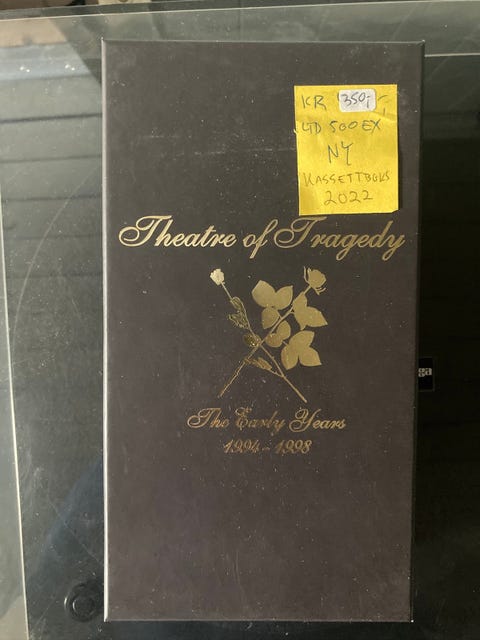 KR 350,-
LTD 500 EX
NY
KASSETTBOKS
2022
Theatre of Tragedy
The Early Years
1994 - 1998